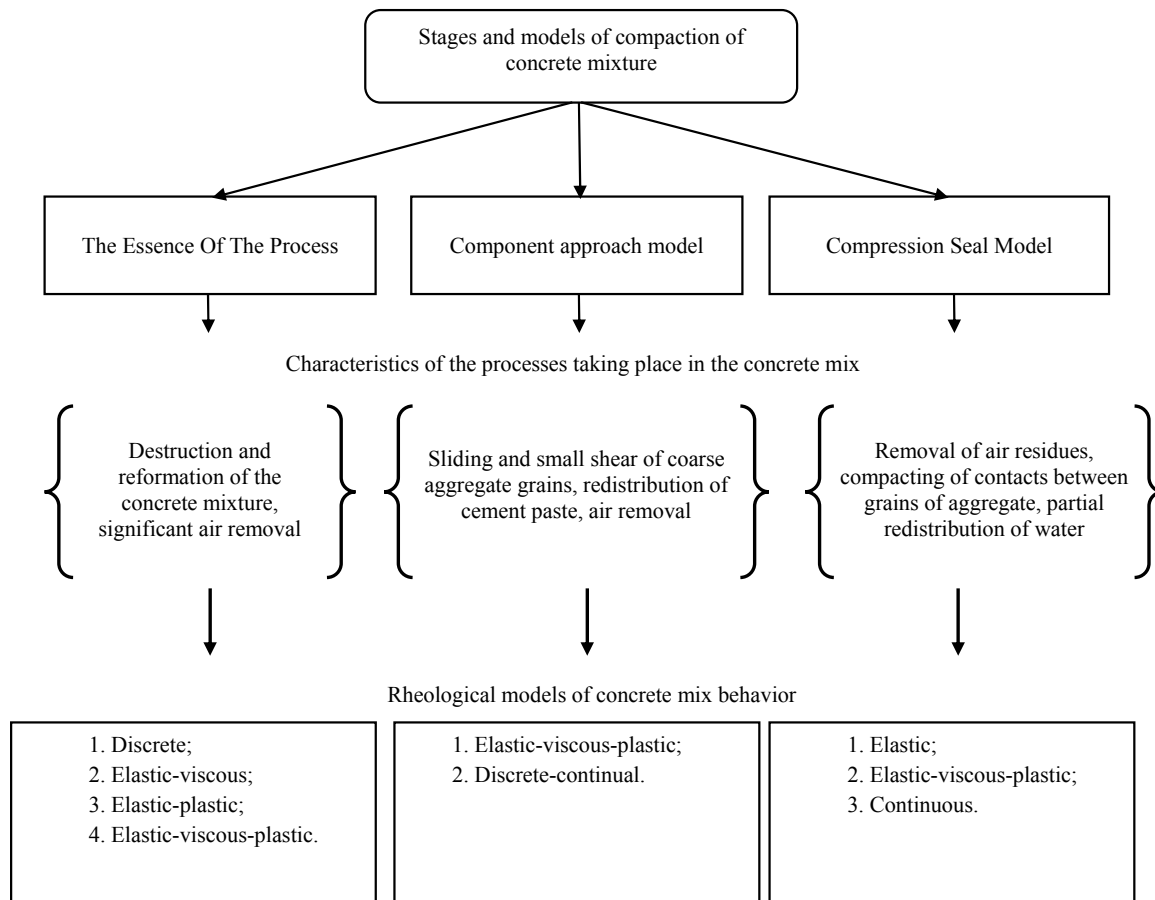 Stages and models of compaction of
concrete mixture
The Essence Of The Process
Component approach model
Compression Seal Model
Characteristics of the processes taking place in the concrete mix
Destruction and
reformation of the
concrete mixture,
significant air removal
Sliding and small shear of coarse
aggregate grains, redistribution of
cement paste, air removal
Removal of air residues,
compacting of contacts between
grains of aggregate, partial
redistribution of water
Rheological models of concrete mix behavior
1. Discrete;
2. Elastic-viscous;
3. Elastic-plastic;
4. Elastic-viscous-plastic.
1. Elastic-viscous-plastic;
2. Discrete-continual.
1. Elastic;
2. Elastic-viscous-plastic;
3. Continuous.